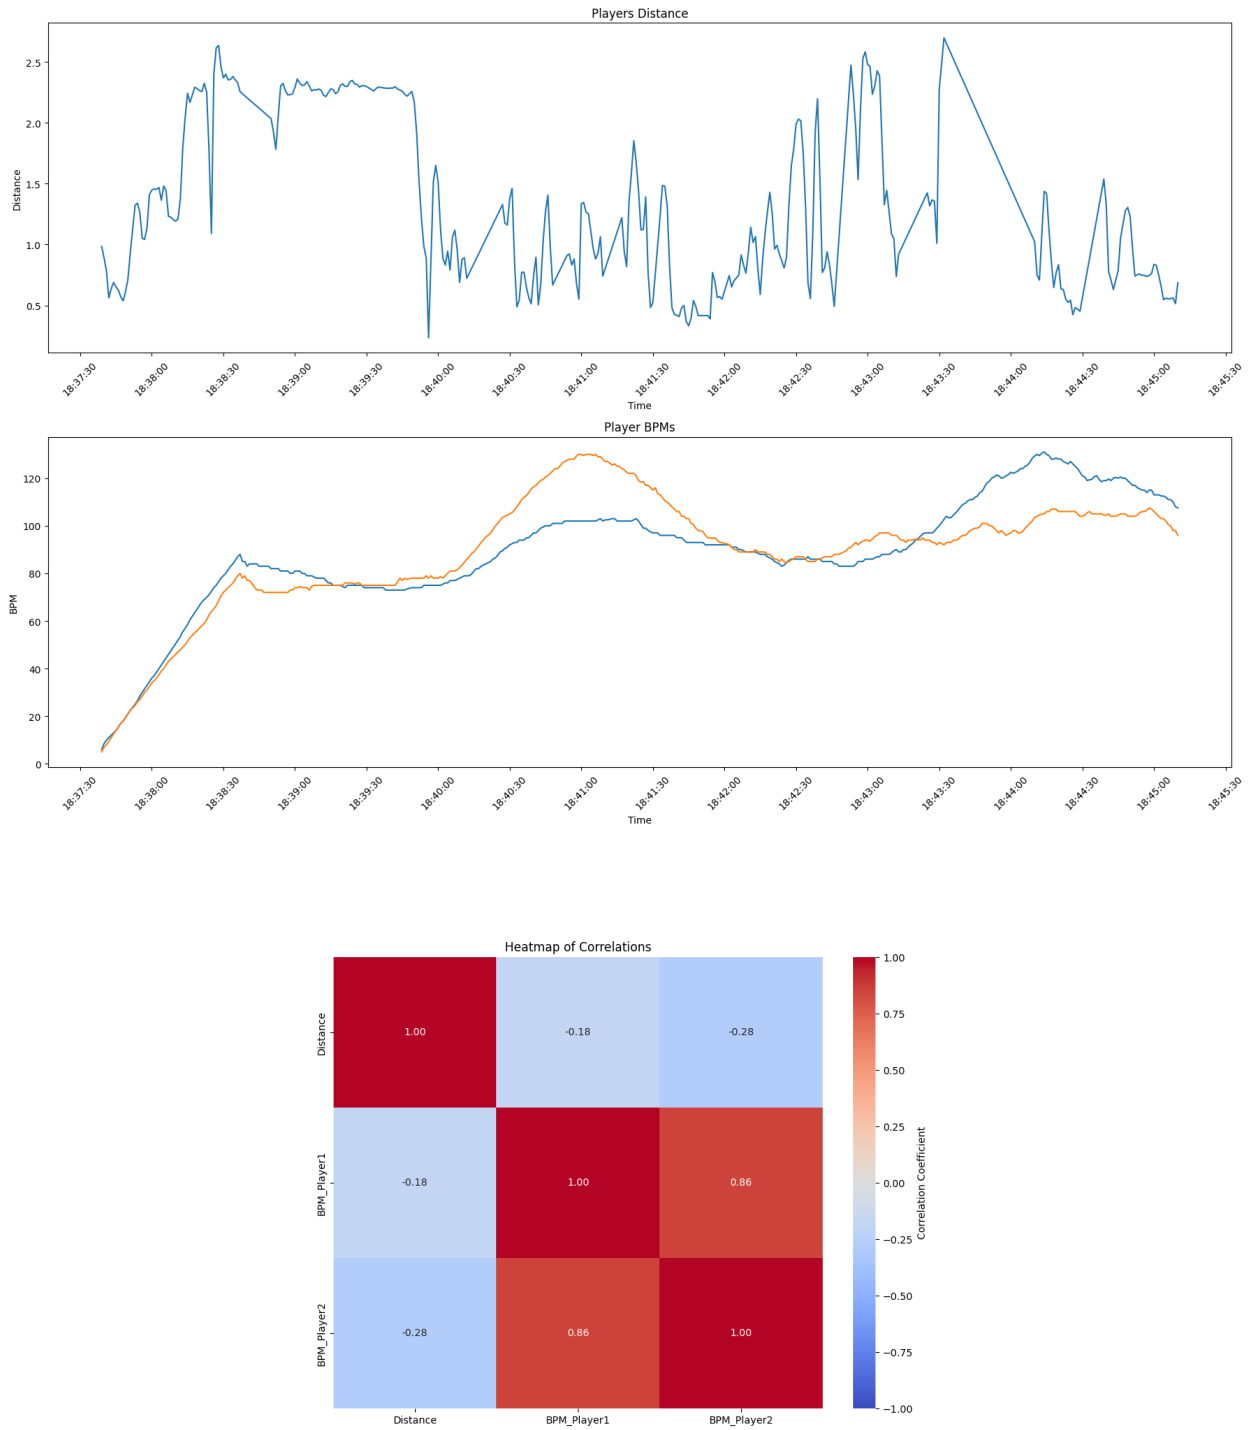 Players Distance
Distance
2.5
2.0
1.5
1.0
0.5
18:37:30 18:38:00 18:38:30 18:39:00 18:39:30 18:40:00 18:40:30 18:41:00 18:41:30 18:42:00 18:42:30 18:43:00 18:43:30 18:44:00 18:44:30 18:45:00 18:45:30
Time
Player BPMs
BPM
120
100
80
60
40
20
0
18:37:30 18:38:00 18:38:30 18:39:00 18:39:30 18:40:00 18:40:30 18:41:00 18:41:30 18:42:00 18:42:30 18:43:00 18:43:30 18:44:00 18:44:30 18:45:00 18:45:30
Time
Heatmap of Correlations
Distance
1.00 -0.18 -0.28
BPM_Player1
-0.18 1.00 0.86
BPM_Player2
-0.28 0.86 1.00
Distance BPM_Player1 BPM_Player2
1.00
0.75
0.50
0.25
0.00
−0.25
−0.50
−0.75
−1.00
Correlation Coefficient